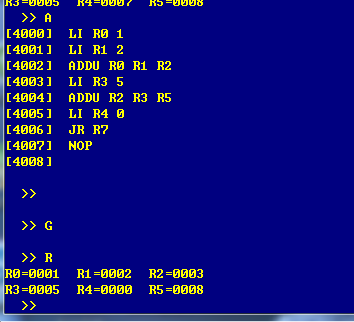 R3=0005 R4=0007 R5=0008
>> A
[4000] LI R0 1
[4001] LI R1 2
[4002] ADDU R0 R1 R2
[4003] LI R3 5
[4004] ADDU R2 R3 R5
[4005] LI R4 0
[4006] JR R7
[4007] NOP
[4008]
>>
>> G
>> R
R0=0001 R1=0002 R2=0003
R3=0005 R4=0000 R5=0008
>>